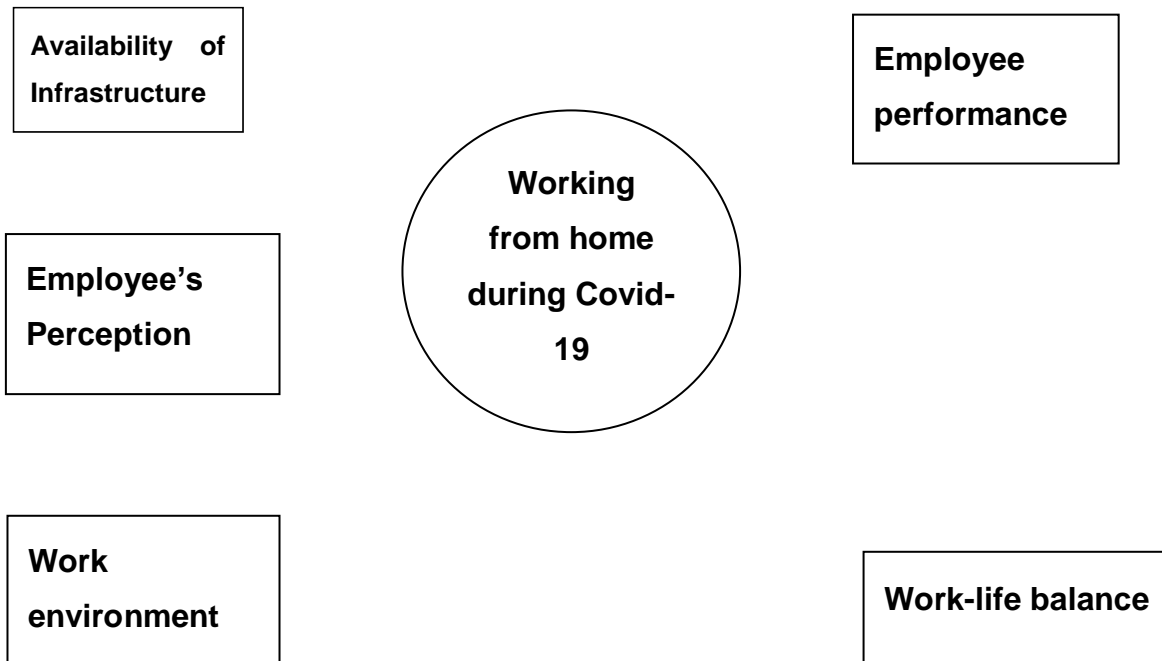 Availability of
Infrastructure
Employee
performance
Working
from home
during Covid-
19
Employee’s
Perception
Work
environment
Work-life balance